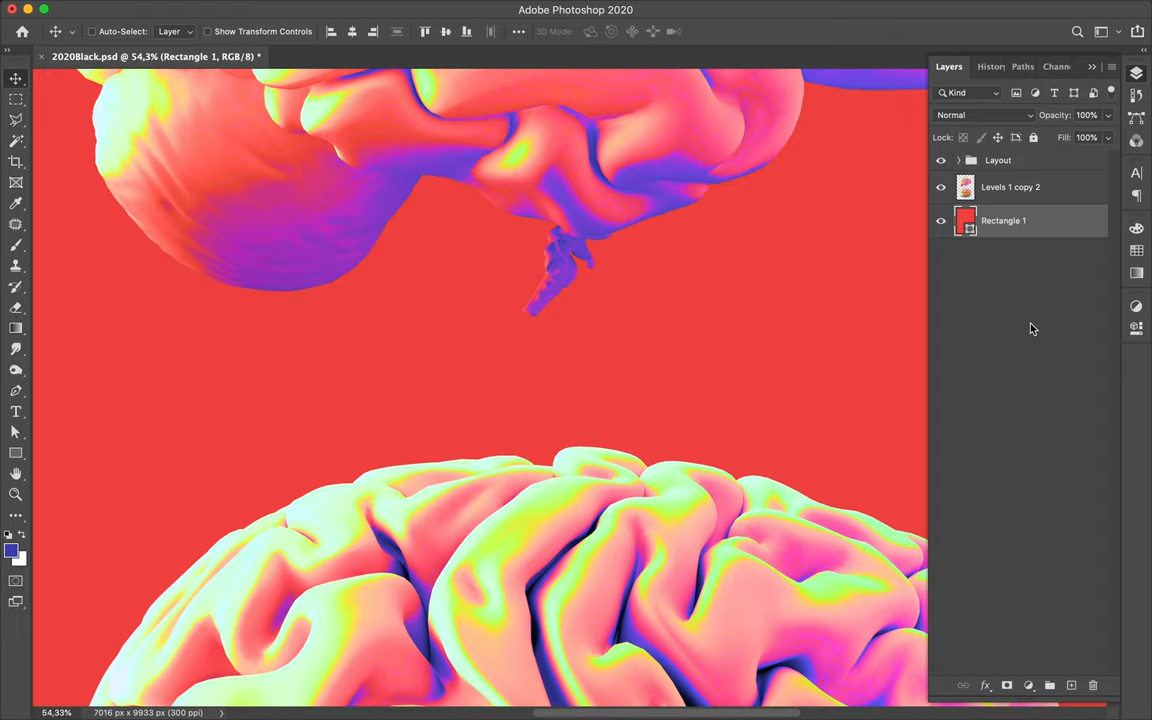 Adobe Photoshop 2020
Auto-Select: Layer Show Transform Controls 3D Mode:
2020Black.psd @ 54,3% (Rectangle 1, RGB/8) *
Layers Histor Paths Chann
Kind
Normal Opacity: 100%
Lock: Fill: 100%
Layout
Levels 1 copy 2
Rectangle 1
54,33% 7016 px x 9933 px (300 ppi)